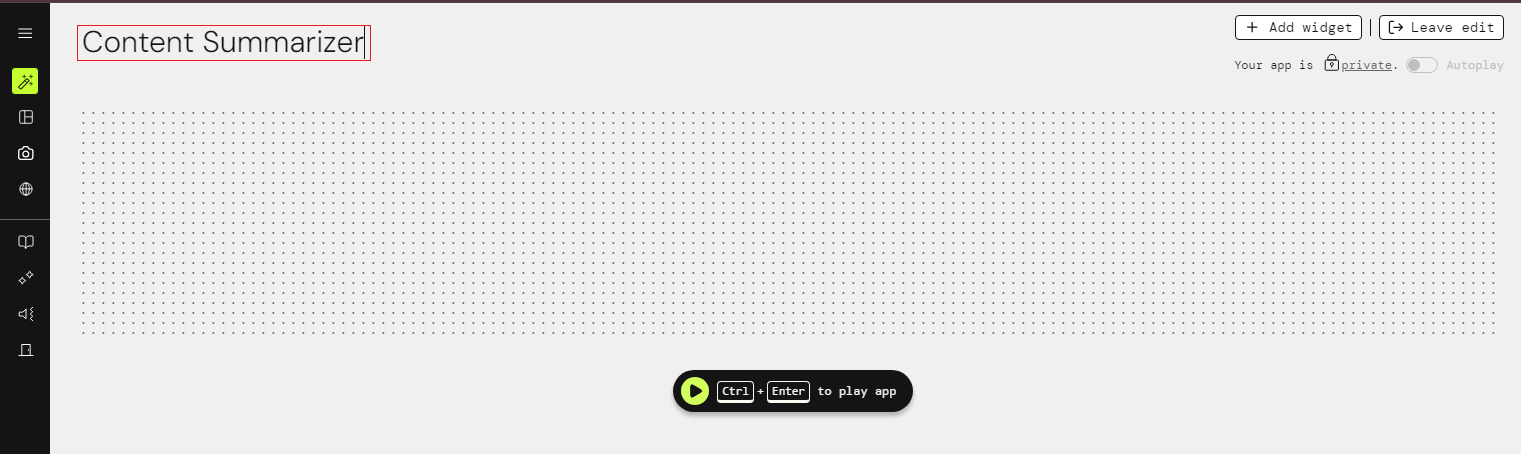 Content Summarizer
+ Add widget | Leave edit
Your app is private. Autoplay
Ctrl + Enter to play app